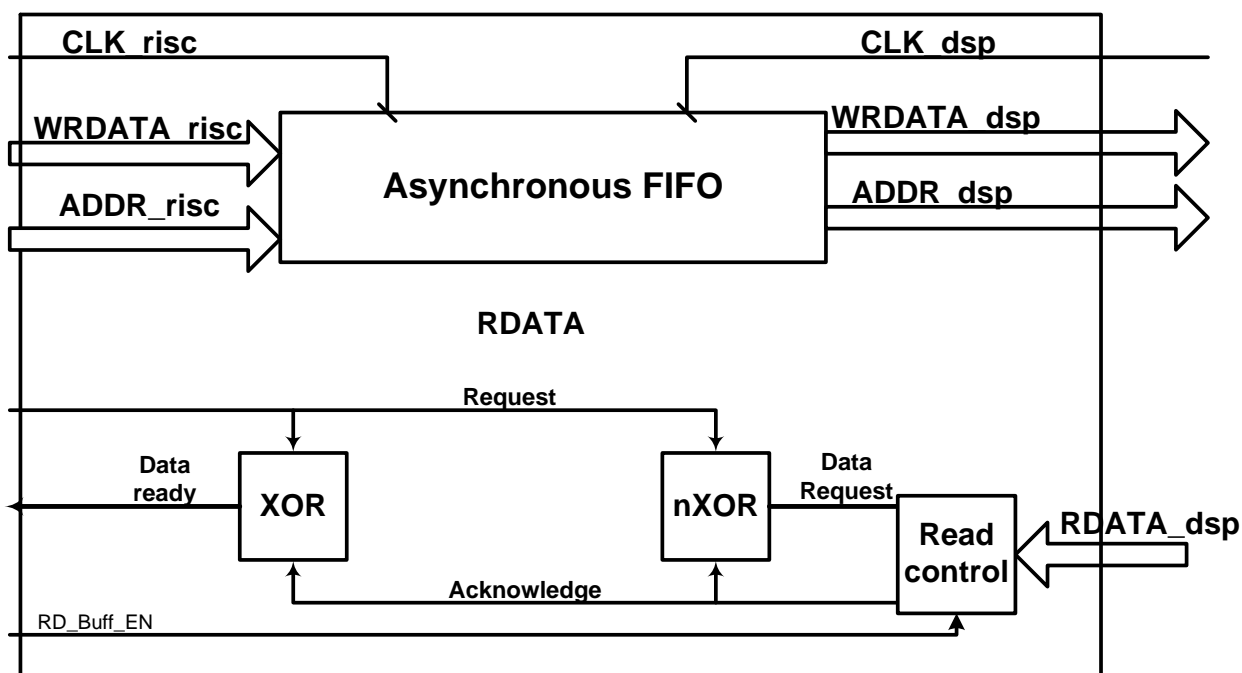 CLK_risc
CLK_dsp
WRDATA_risc
WRDATA_dsp
Asynchronous FIFO
ADDR_risc
ADDR_dsp
RDATA
Request
Data
ready
XOR
nXOR
Data
Request
Read
control
RDATA_dsp
Acknowledge
RD_Buff_EN